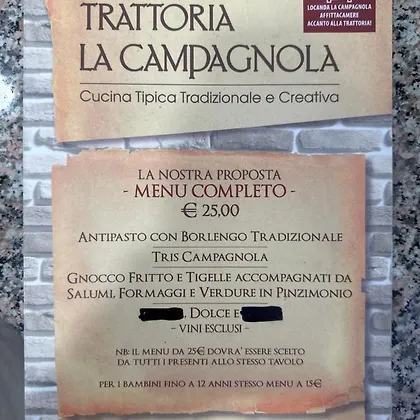 TRATTORIA
LA CAMPAGNOLA
Cucina Tipica Tradizionale e Creativa
LOCANDA LA CAMPAGNOLA
AFFITTACAMERE
ACCANTO ALLA TRATTORIA!
LA NOSTRA PROPOSTA
- MENU COMPLETO -
€ 25,00
ANTIPASTO CON BORLENGO TRADIZIONALE
TRIS CAMPAGNOLA
GNOCCO FRITTO E TIGELLE ACCOMPAGNATI DA
SALUMI, FORMAGGI E VERDURE IN PINZIMONIO
, DOLCE E
- VINI ESCLUSI -
NB: IL MENU DA 25€ DOVRA' ESSERE SCELTO
DA TUTTI I PRESENTI ALLO STESSO TAVOLO
PER I BAMBINI FINO A 12 ANNI STESSO MENU A 15€